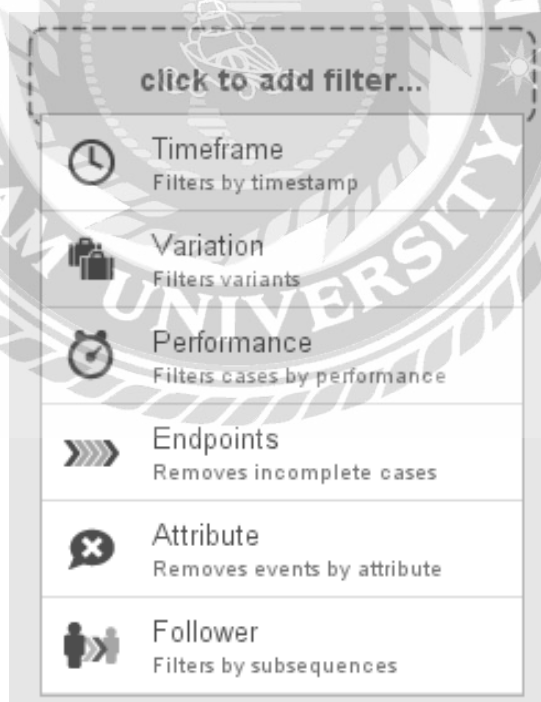 click to add filter...
Timeframe
Filters by timestamp
Variation
Filters variants
Performance
Filters cases by performance
Endpoints
Removes incomplete cases
Attribute
Removes events by attribute
Follower
Filters by subsequences
UNIVERSITY